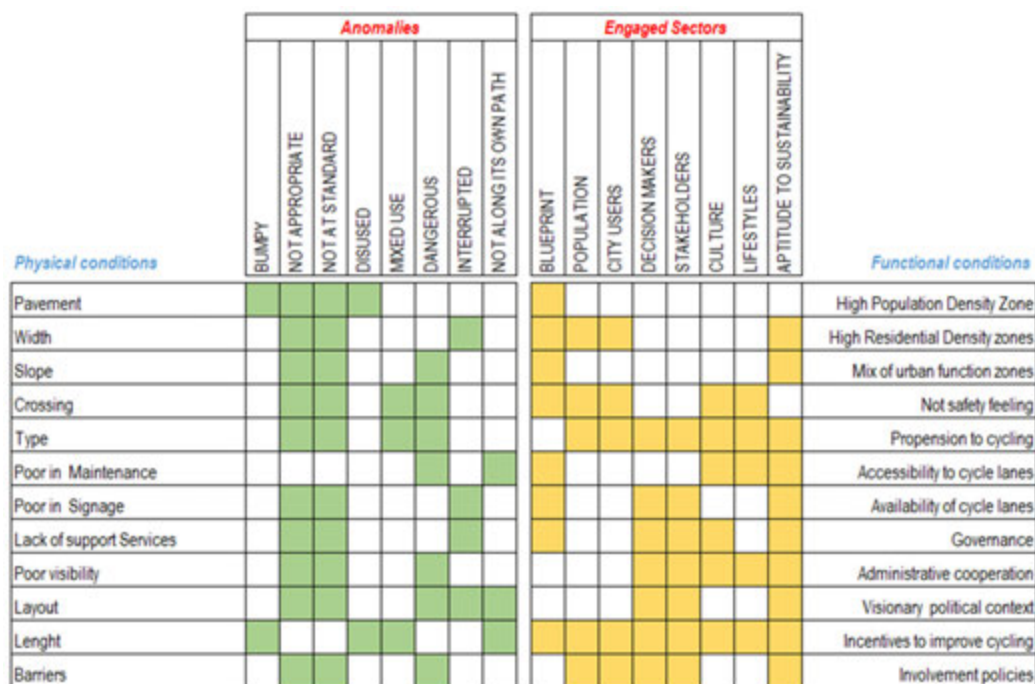 Anomalies
Engaged Sectors
BUMPY
NOT APPROPRIATE
NOT AT STANDARD
DISUSED
MIXED USE
DANGEROUS
INTERRUPTED
NOT ALONG ITS OWN PATH
BLUEPRINT
POPULATION
CITY USERS
DECISION MAKERS
STAKEHOLDERS
CULTURE
LIFESTYLES
APTITUDE TO SUSTAINABILITY
Physical conditions
Functional conditions
Pavement
High Population Density Zone
Width
High Residential Density zones
Slope
Mix of urban function zones
Crossing
Not safety feeling
Type
Propension to cycling
Poor in Maintenance
Accessibility to cycle lanes
Poor in Signage
Availability of cycle lanes
Lack of support Services
Governance
Poor visibility
Administrative cooperation
Layout
Visionary political context
Lenght
Incentives to improve cycling
Barriers
Involvement policies